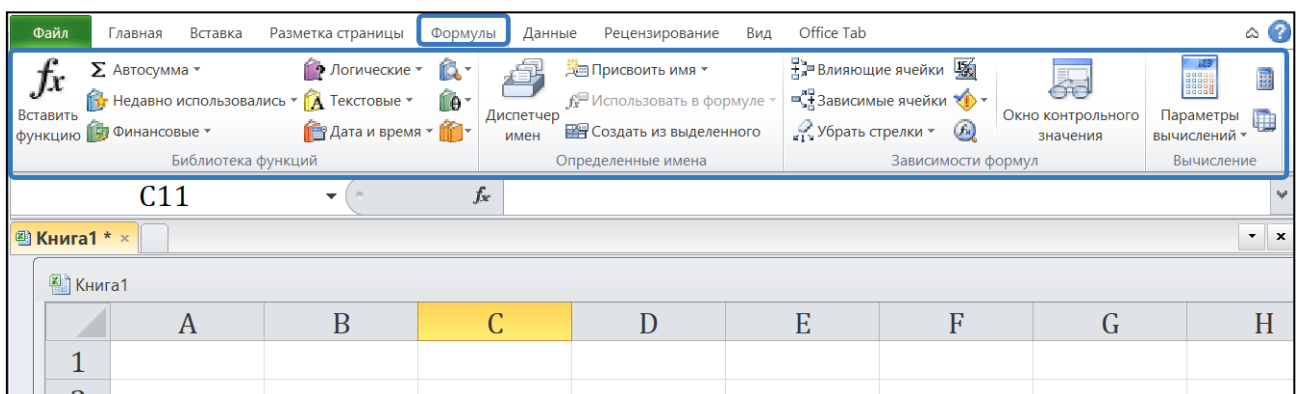 Файл Главная Вставка Разметка страницы Формулы Данные Рецензирование Вид Office Tab
fx Вставить функцию
Σ Автосумма
Недавно использовались
Финансовые
Логические
Текстовые
Дата и время
Библиотека функций
Диспетчер имен
Присвоить имя
Использовать в формуле
Создать из выделенного
Определенные имена
Влияющие ячейки
Зависимые ячейки
Убрать стрелки
Окно контрольного значения
Зависимости формул
Параметры вычислений
Вычисление
C11 fx
Книга1 *
Книга1
A B C D E F G H
1